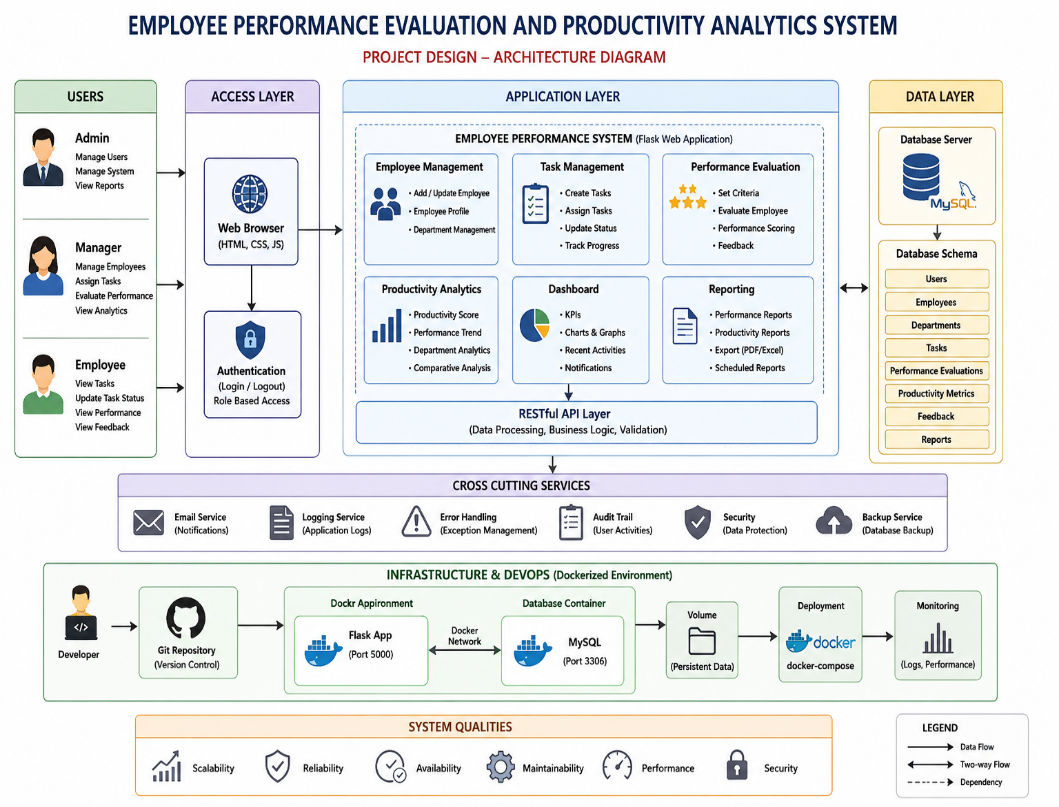 EMPLOYEE PERFORMANCE EVALUATION AND PRODUCTIVITY ANALYTICS SYSTEM
PROJECT DESIGN – ARCHITECTURE DIAGRAM
USERS
Admin
Manage Users
Manage System
View Reports
Manager
Manage Employees
Assign Tasks
Evaluate Performance
View Analytics
Employee
View Tasks
Update Task Status
View Performance
View Feedback
ACCESS LAYER
Web Browser
(HTML, CSS, JS)
Authentication
(Login / Logout)
Role Based Access
APPLICATION LAYER
EMPLOYEE PERFORMANCE SYSTEM (Flask Web Application)
Employee Management
• Add / Update Employee
• Employee Profile
• Department Management
Task Management
• Create Tasks
• Assign Tasks
• Update Status
• Track Progress
Performance Evaluation
• Set Criteria
• Evaluate Employee
• Performance Scoring
• Feedback
Productivity Analytics
• Productivity Score
• Performance Trend
• Department Analytics
• Comparative Analysis
Dashboard
• KPIs
• Charts & Graphs
• Recent Activities
• Notifications
Reporting
• Performance Reports
• Productivity Reports
• Export (PDF/Excel)
• Scheduled Reports
RESTful API Layer
(Data Processing, Business Logic, Validation)
DATA LAYER
Database Server
MySQL
Database Schema
Users
Employees
Departments
Tasks
Performance Evaluations
Productivity Metrics
Feedback
Reports
CROSS CUTTING SERVICES
Email Service
(Notifications)
Logging Service
(Application Logs)
Error Handling
(Exception Management)
Audit Trail
(User Activities)
Security
(Data Protection)
Backup Service
(Database Backup)
INFRASTRUCTURE & DEVOPS (Dockerized Environment)
Developer
Git Repository
(Version Control)
Dockr Appironment
Flask App
(Port 5000)
Docker
Network
Database Container
MySQL
(Port 3306)
Volume
(Persistent Data)
Deployment
docker
docker-compose
Monitoring
(Logs, Performance)
SYSTEM QUALITIES
Scalability
Reliability
Availability
Maintainability
Performance
Security
LEGEND
Data Flow
Two-way Flow
Dependency